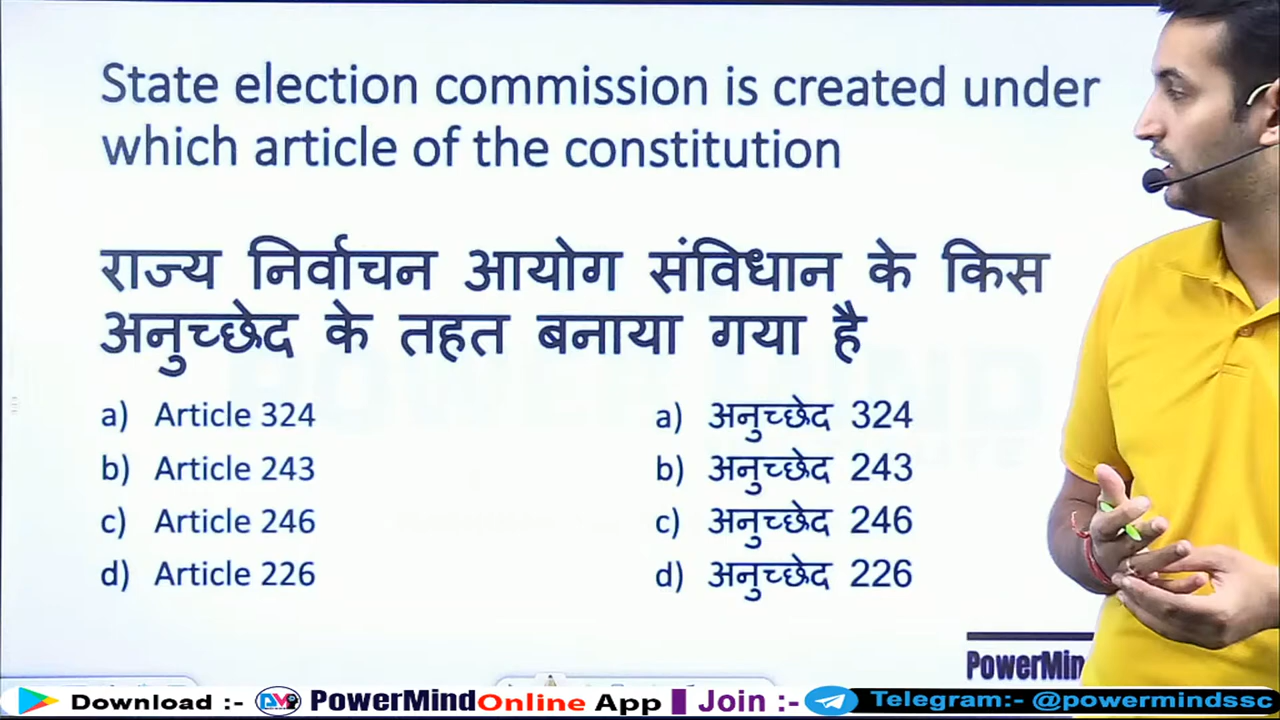 State election commission is created under
which article of the constitution
राज्य निर्वाचन आयोग संविधान के किस
अनुच्छेद के तहत बनाया गया है
a) Article 324
b) Article 243
c) Article 246
d) Article 226
a) अनुच्छेद 324
b) अनुच्छेद 243
c) अनुच्छेद 246
d) अनुच्छेद 226
PowerMin
Download :- PowerMind Online App Join :- Telegram:- @powermindssc